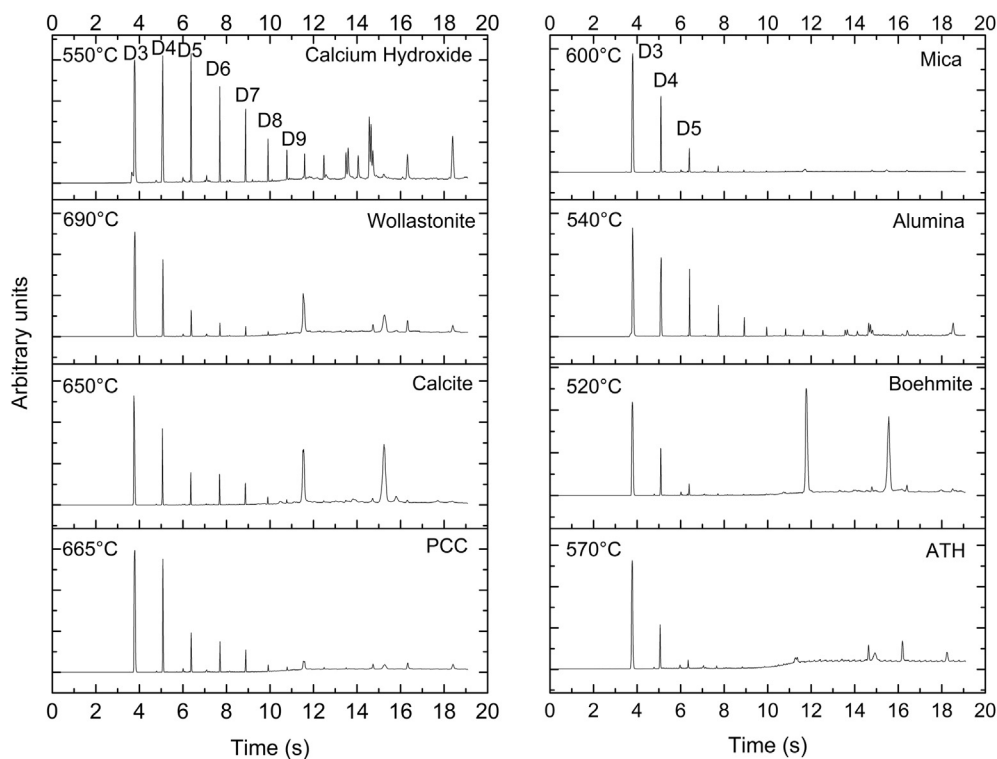 0 2 4 6 8 10 12 14 16 18 20
550°C D3 D4 D5 Calcium Hydroxide
D6
D7
D8
D9
690°C Wollastonite
650°C Calcite
665°C PCC
0 2 4 6 8 10 12 14 16 18 20
Time (s)
Arbitrary units
0 2 4 6 8 10 12 14 16 18 20
600°C D3 Mica
D4
D5
540°C Alumina
520°C Boehmite
570°C ATH
0 2 4 6 8 10 12 14 16 18 20
Time (s)